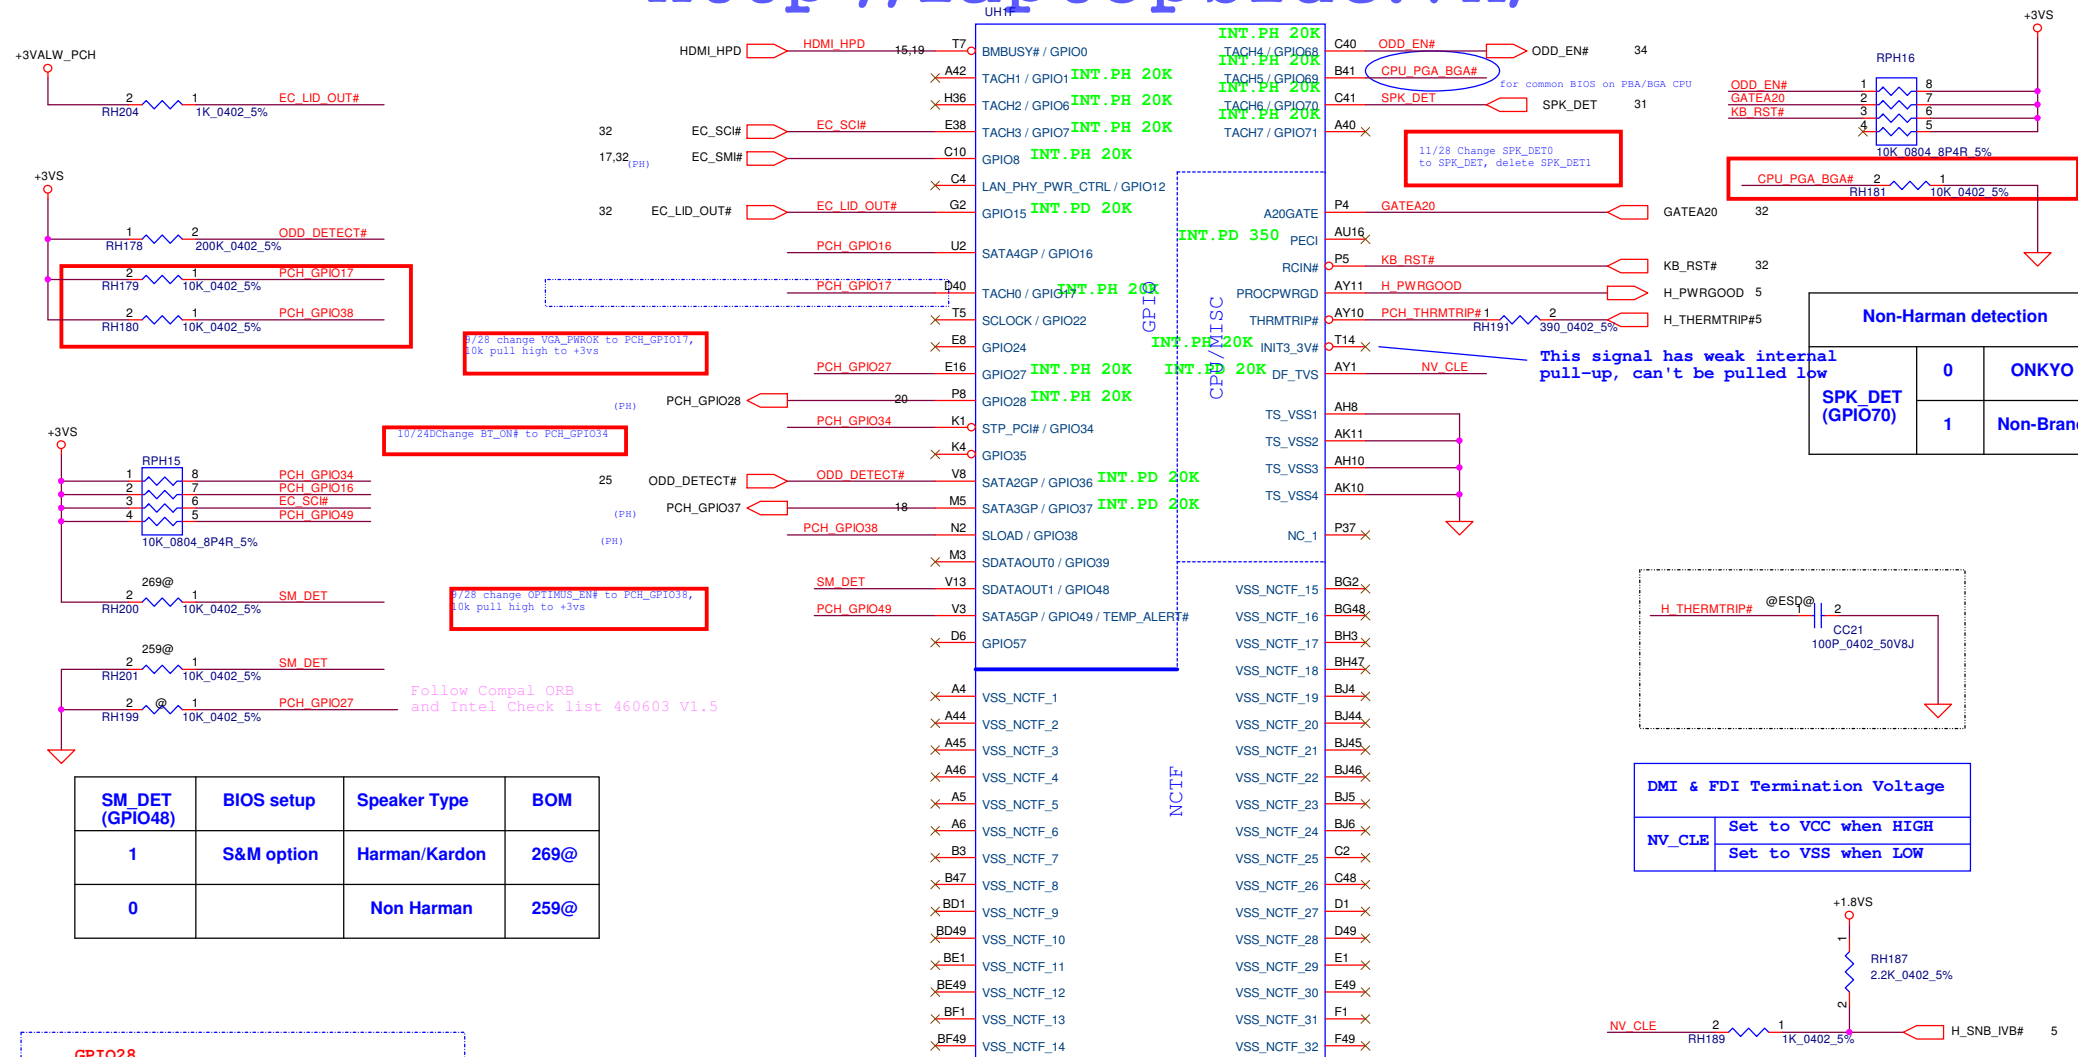 UH1F
+3VALW_PCH
2 1 EC_LID_OUT#
RH204 1K_0402_5%
+3VS
1 2 ODD_DETECT#
RH178 200K_0402_5%
2 1 PCH_GPIO17
RH179 10K_0402_5%
2 1 PCH_GPIO38
RH180 10K_0402_5%
9/28 change VGA_PWROK to PCH_GPIO17,
10k pull high to +3vs
10/24DChange BT_ON# to PCH_GPIO34
+3VS
RPH15
1 8 PCH_GPIO34
2 7 PCH_GPIO16
3 6 EC_SCI#
4 5 PCH_GPIO49
10K_0804_8P4R_5%
269@
2 1 SM_DET
RH200 10K_0402_5%
9/28 change OPTIMUS_EN# to PCH_GPIO38,
10k pull high to +3vs
259@
2 1 SM_DET
RH201 10K_0402_5%
2 @ 1 PCH_GPIO27
RH199 10K_0402_5%
Follow Compal ORB
and Intel Check list 460603 V1.5
SM_DET (GPIO48) BIOS setup Speaker Type BOM
1 S&M option Harman/Kardon 269@
0 Non Harman 259@
GPIO28
HDMI_HPD HDMI_HPD 15,19 T7 BMBUSY# / GPIO0
A42 TACH1 / GPIO1 INT.PH 20K
H36 TACH2 / GPIO6 INT.PH 20K
32 EC_SCI# EC_SCI# E38 TACH3 / GPIO7 INT.PH 20K
17,32 (PH) EC_SMI# C10 GPIO8 INT.PH 20K
C4 LAN_PHY_PWR_CTRL / GPIO12
32 EC_LID_OUT# EC_LID_OUT# G2 GPIO15 INT.PD 20K
PCH_GPIO16 U2 SATA4GP / GPIO16
PCH_GPIO17 D40 TACH0 / GPIO17 INT.PH 20K
T5 SCLOCK / GPIO22
E8 GPIO24
PCH_GPIO27 E16 GPIO27 INT.PH 20K
(PH) PCH_GPIO28 20 P8 GPIO28 INT.PH 20K
PCH_GPIO34 K1 STP_PCI# / GPIO34
K4 GPIO35
25 ODD_DETECT# ODD_DETECT# V8 SATA2GP / GPIO36 INT.PD 20K
(PH) PCH_GPIO37 18 M5 SATA3GP / GPIO37 INT.PD 20K
(PH) PCH_GPIO38 N2 SLOAD / GPIO38
M3 SDATAOUT0 / GPIO39
SM_DET V13 SDATAOUT1 / GPIO48
PCH_GPIO49 V3 SATA5GP / GPIO49 / TEMP_ALERT#
D6 GPIO57
A4 VSS_NCTF_1
A44 VSS_NCTF_2
A45 VSS_NCTF_3
A46 VSS_NCTF_4
A5 VSS_NCTF_5
A6 VSS_NCTF_6
B3 VSS_NCTF_7
B47 VSS_NCTF_8
BD1 VSS_NCTF_9
BD49 VSS_NCTF_10
BE1 VSS_NCTF_11
BE49 VSS_NCTF_12
BF1 VSS_NCTF_13
BF49 VSS_NCTF_14
GPIO
CPU/MISC
NCTF
INT.PH 20K
TACH4 / GPIO68 C40 ODD_EN# ODD_EN# 34
INT.PH 20K
TACH5 / GPIO69 B41 CPU_PGA_BGA#
for common BIOS on PBA/BGA CPU
INT.PH 20K
TACH6 / GPIO70 C41 SPK_DET SPK_DET 31
INT.PH 20K
TACH7 / GPIO71 A40
11/28 Change SPK_DET0
to SPK_DET, delete SPK_DET1
A20GATE P4 GATEA20 GATEA20 32
INT.PD 350 PECI AU16
RCIN# P5 KB_RST# KB_RST# 32
PROCPWRGD AY11 H_PWRGOOD H_PWRGOOD 5
THRMTRIP# AY10 PCH_THRMTRIP# 1 2 H_THERMTRIP# 5
RH191 390_0402_5%
INT.PH 20K INIT3_3V# T14
This signal has weak internal
pull-up, can't be pulled low
INT.PD 20K DF_TVS AY1 NV_CLE
TS_VSS1 AH8
TS_VSS2 AK11
TS_VSS3 AH10
TS_VSS4 AK10
NC_1 P37
VSS_NCTF_15 BG2
VSS_NCTF_16 BG48
VSS_NCTF_17 BH3
VSS_NCTF_18 BH47
VSS_NCTF_19 BJ4
VSS_NCTF_20 BJ44
VSS_NCTF_21 BJ45
VSS_NCTF_22 BJ46
VSS_NCTF_23 BJ5
VSS_NCTF_24 BJ6
VSS_NCTF_25 C2
VSS_NCTF_26 C48
VSS_NCTF_27 D1
VSS_NCTF_28 D49
VSS_NCTF_29 E1
VSS_NCTF_30 E49
VSS_NCTF_31 F1
VSS_NCTF_32 F49
+3VS
RPH16
ODD_EN# 1 8
GATEA20 2 7
KB_RST# 3 6
4 5
10K_0804_8P4R_5%
CPU_PGA_BGA# 2 1
RH181 10K_0402_5%
Non-Harman detection
SPK_DET (GPIO70) 0 ONKYO
1
H_THERMTRIP# @ESD@ 1 2
CC21
100P_0402_50V8J
DMI & FDI Termination Voltage
NV_CLE Set to VCC when HIGH
Set to VSS when LOW
+1.8VS
1
RH187
2.2K_0402_5%
2
NV_CLE 2 1 H_SNB_IVB# 5
RH189 1K_0402_5%